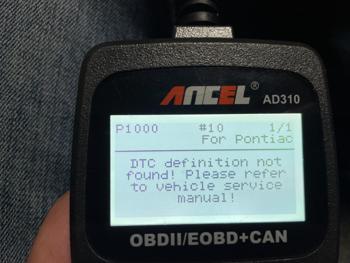 ANCEL®
AD310
P1000 #10 1/1
For Pontiac
DTC definition not
found! Please refer
to vehicle service
manual!
OBDII/EOBD+CAN